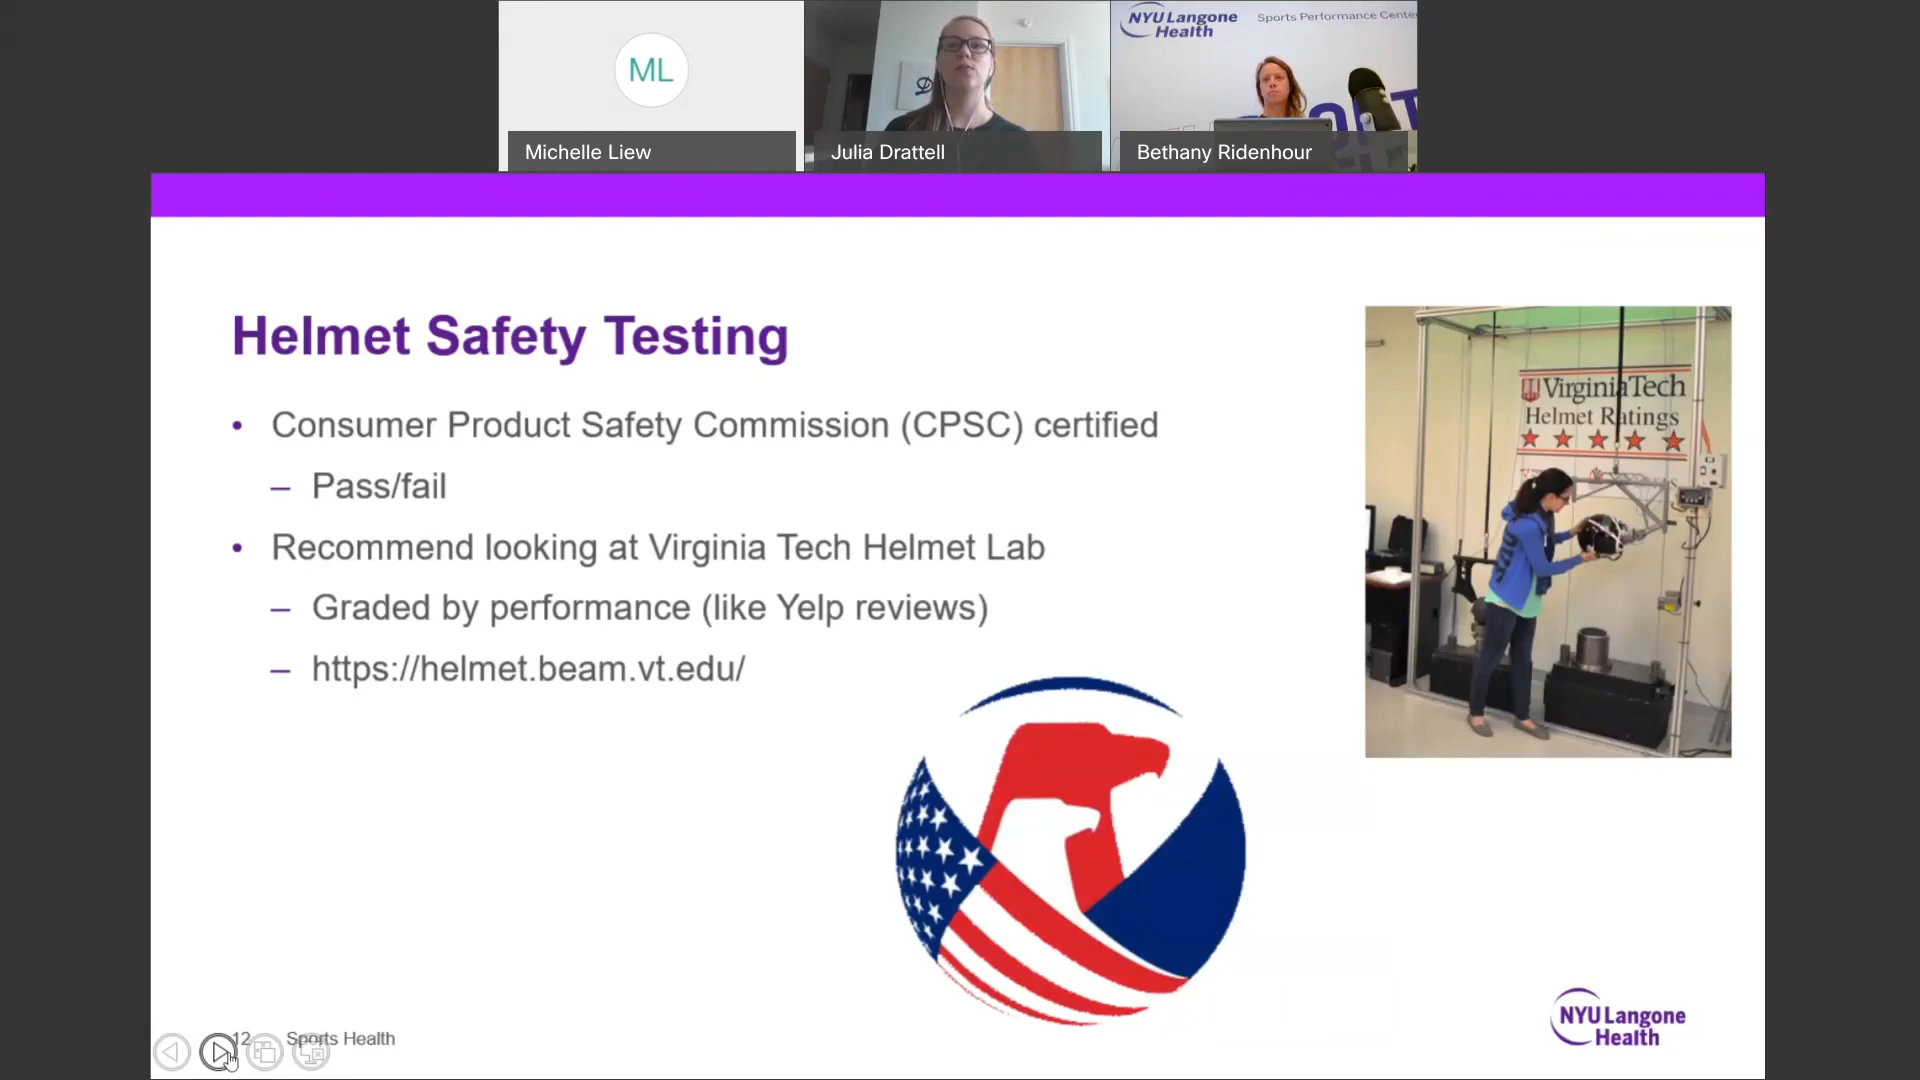 ML
Michelle Liew
Julia Drattell
NYU Langone
Health
Sports Performance Center
Bethany Ridenhour
Helmet Safety Testing
• Consumer Product Safety Commission (CPSC) certified
– Pass/fail
• Recommend looking at Virginia Tech Helmet Lab
– Graded by performance (like Yelp reviews)
– https://helmet.beam.vt.edu/
VirginiaTech
Helmet Ratings
12 Sports Health
NYU Langone
Health